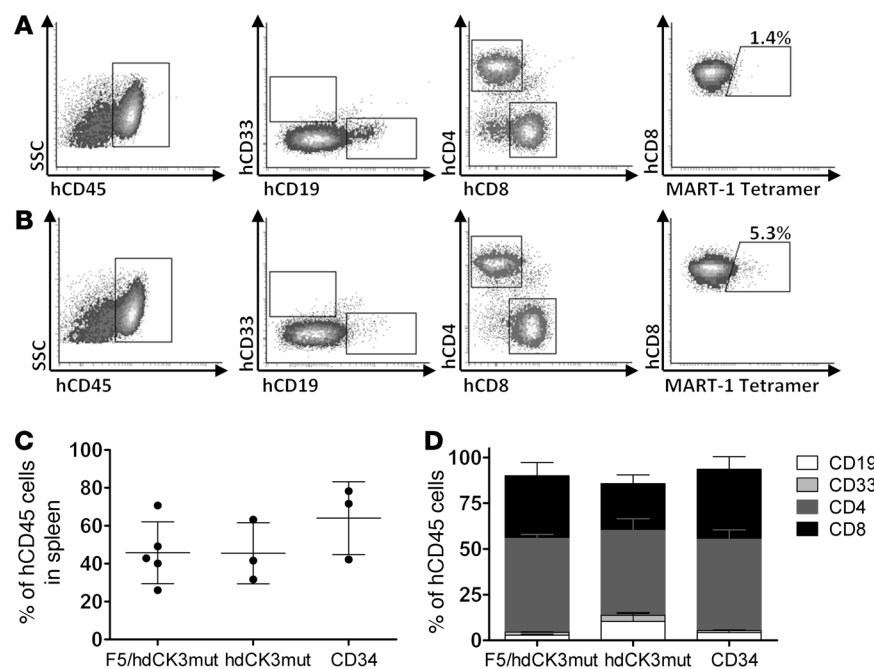 A
SSC
hCD45
hCD33
hCD19
hCD4
hCD8
1.4%
hCD8
MART-1 Tetramer
B
SSC
hCD45
hCD33
hCD19
hCD4
hCD8
5.3%
hCD8
MART-1 Tetramer
C
% of hCD45 cells
in spleen
100
80
60
40
20
0
F5/hdCK3mut
hdCK3mut
CD34
D
% of hCD45 cells
100
75
50
25
0
F5/hdCK3mut
hdCK3mut
CD34
CD19
CD33
CD4
CD8